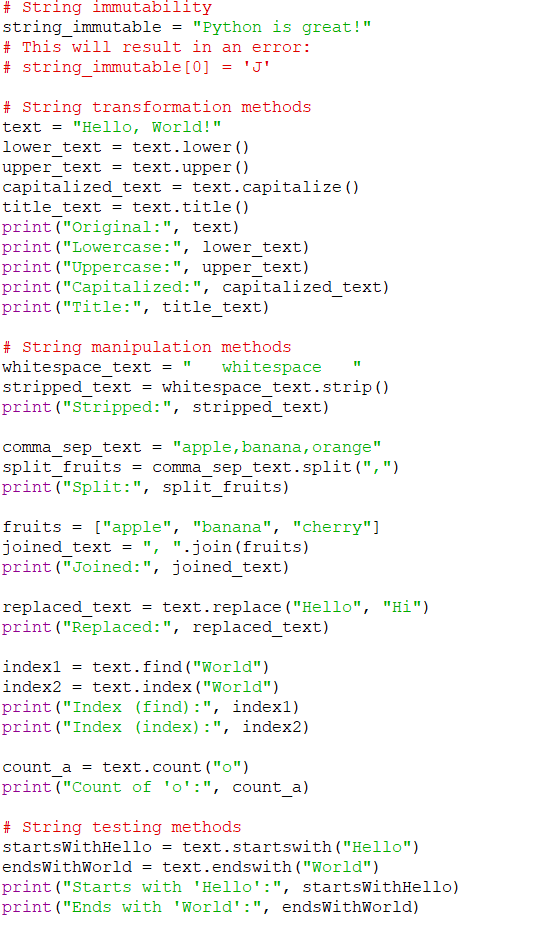 # String immutability
string_immutable = "Python is great!"
# This will result in an error:
# string_immutable[0] = 'J'

# String transformation methods
text = "Hello, World!"
lower_text = text.lower()
upper_text = text.upper()
capitalized_text = text.capitalize()
title_text = text.title()
print("Original:", text)
print("Lowercase:", lower_text)
print("Uppercase:", upper_text)
print("Capitalized:", capitalized_text)
print("Title:", title_text)

# String manipulation methods
whitespace_text = "   whitespace   "
stripped_text = whitespace_text.strip()
print("Stripped:", stripped_text)

comma_sep_text = "apple,banana,orange"
split_fruits = comma_sep_text.split(",")
print("Split:", split_fruits)

fruits = ["apple", "banana", "cherry"]
joined_text = ", ".join(fruits)
print("Joined:", joined_text)

replaced_text = text.replace("Hello", "Hi")
print("Replaced:", replaced_text)

index1 = text.find("World")
index2 = text.index("World")
print("Index (find):", index1)
print("Index (index):", index2)

count_a = text.count("o")
print("Count of 'o':", count_a)

# String testing methods
startsWithHello = text.startswith("Hello")
endsWithWorld = text.endswith("World")
print("Starts with 'Hello':", startsWithHello)
print("Ends with 'World':", endsWithWorld)